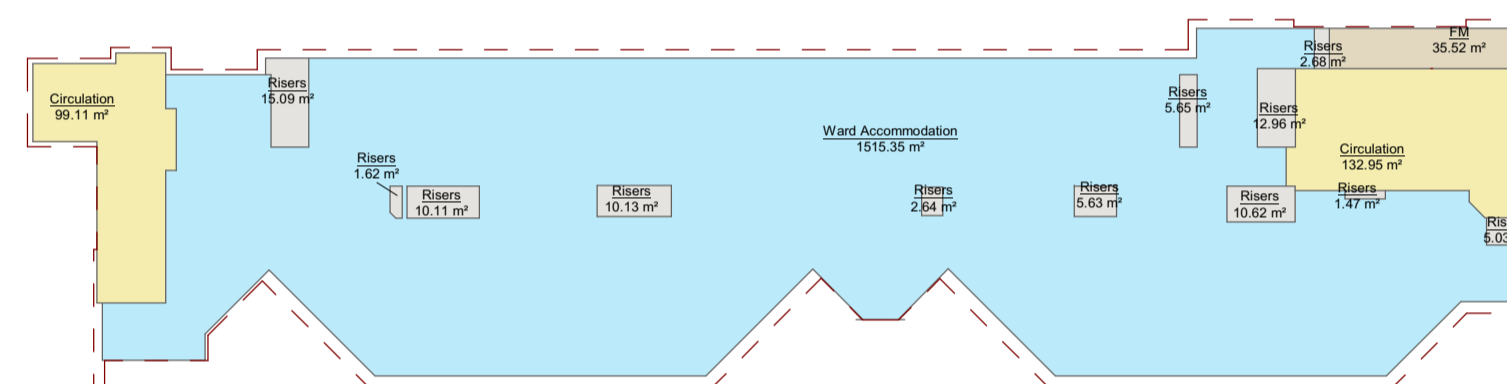 FM
35.52 m²
Risers
2.68 m²
Risers
15.09 m²
Circulation
99.11 m²
Risers
5.65 m²
Risers
12.96 m²
Ward Accommodation
1515.35 m²
Circulation
132.95 m²
Risers
1.62 m²
Risers
10.11 m²
Risers
10.13 m²
Risers
2.64 m²
Risers
5.63 m²
Risers
10.62 m²
Risers
1.47 m²
Ris
5.03